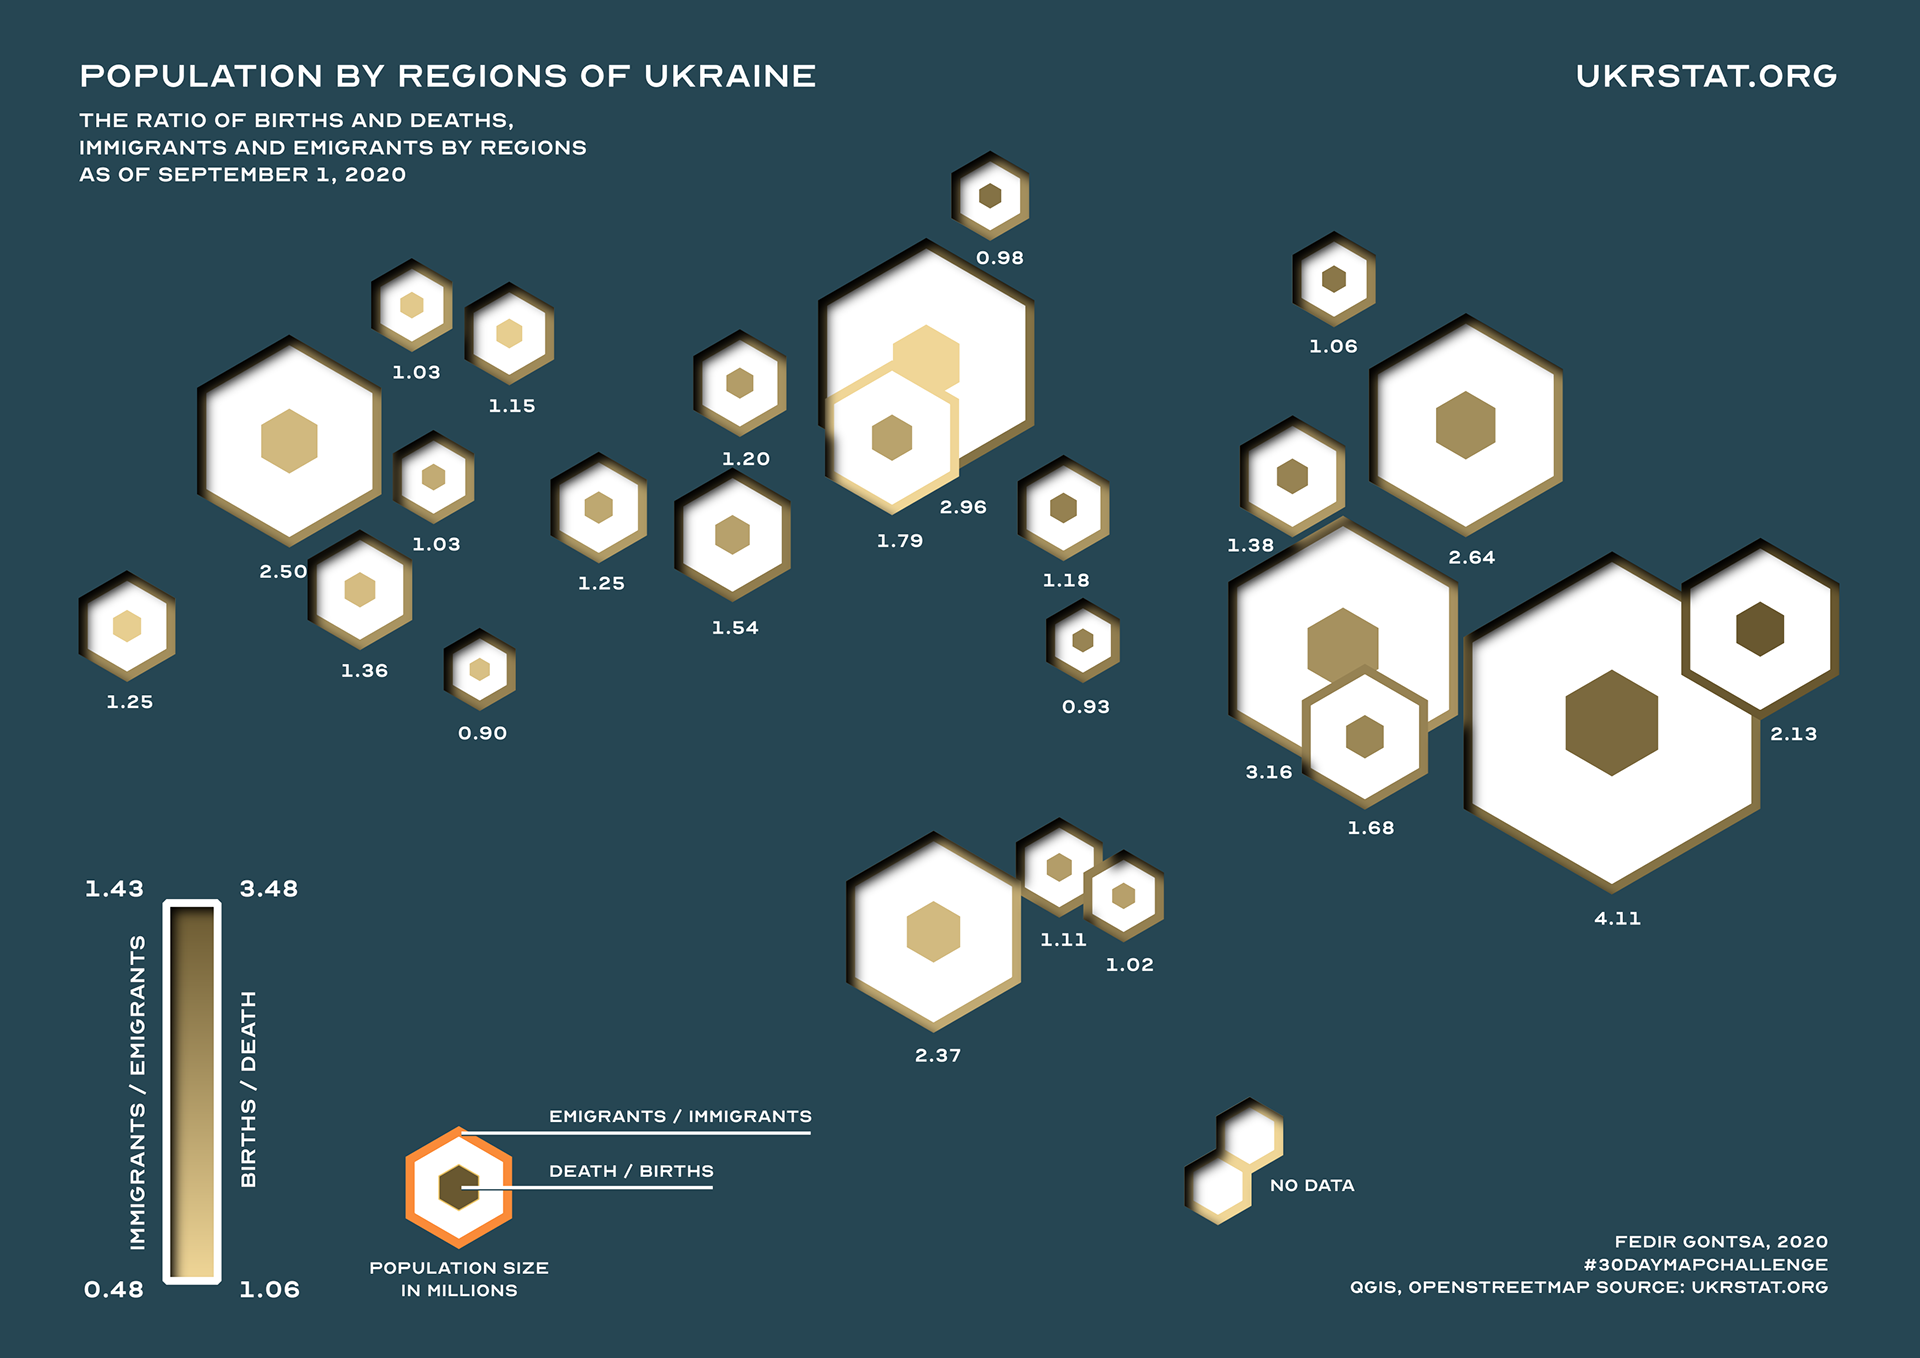 POPULATION BY REGIONS OF UKRAINE
UKRSTAT.ORG
THE RATIO OF BIRTHS AND DEATHS,
IMMIGRANTS AND EMIGRANTS BY REGIONS
AS OF SEPTEMBER 1, 2020
0.98
1.06
1.03
1.15
1.20
2.96
1.03
1.79
1.38
2.64
2.50
1.25
1.18
1.54
1.36
1.25
0.93
0.90
2.13
3.16
1.68
4.11
1.11
1.02
2.37
1.43
3.48
IMMIGRANTS / EMIGRANTS
BIRTHS / DEATH
0.48
1.06
EMIGRANTS / IMMIGRANTS
DEATH / BIRTHS
POPULATION SIZE
IN MILLIONS
NO DATA
FEDIR GONTSA, 2020
#30DAYMAPCHALLENGE
QGIS, OPENSTREETMAP SOURCE: UKRSTAT.ORG